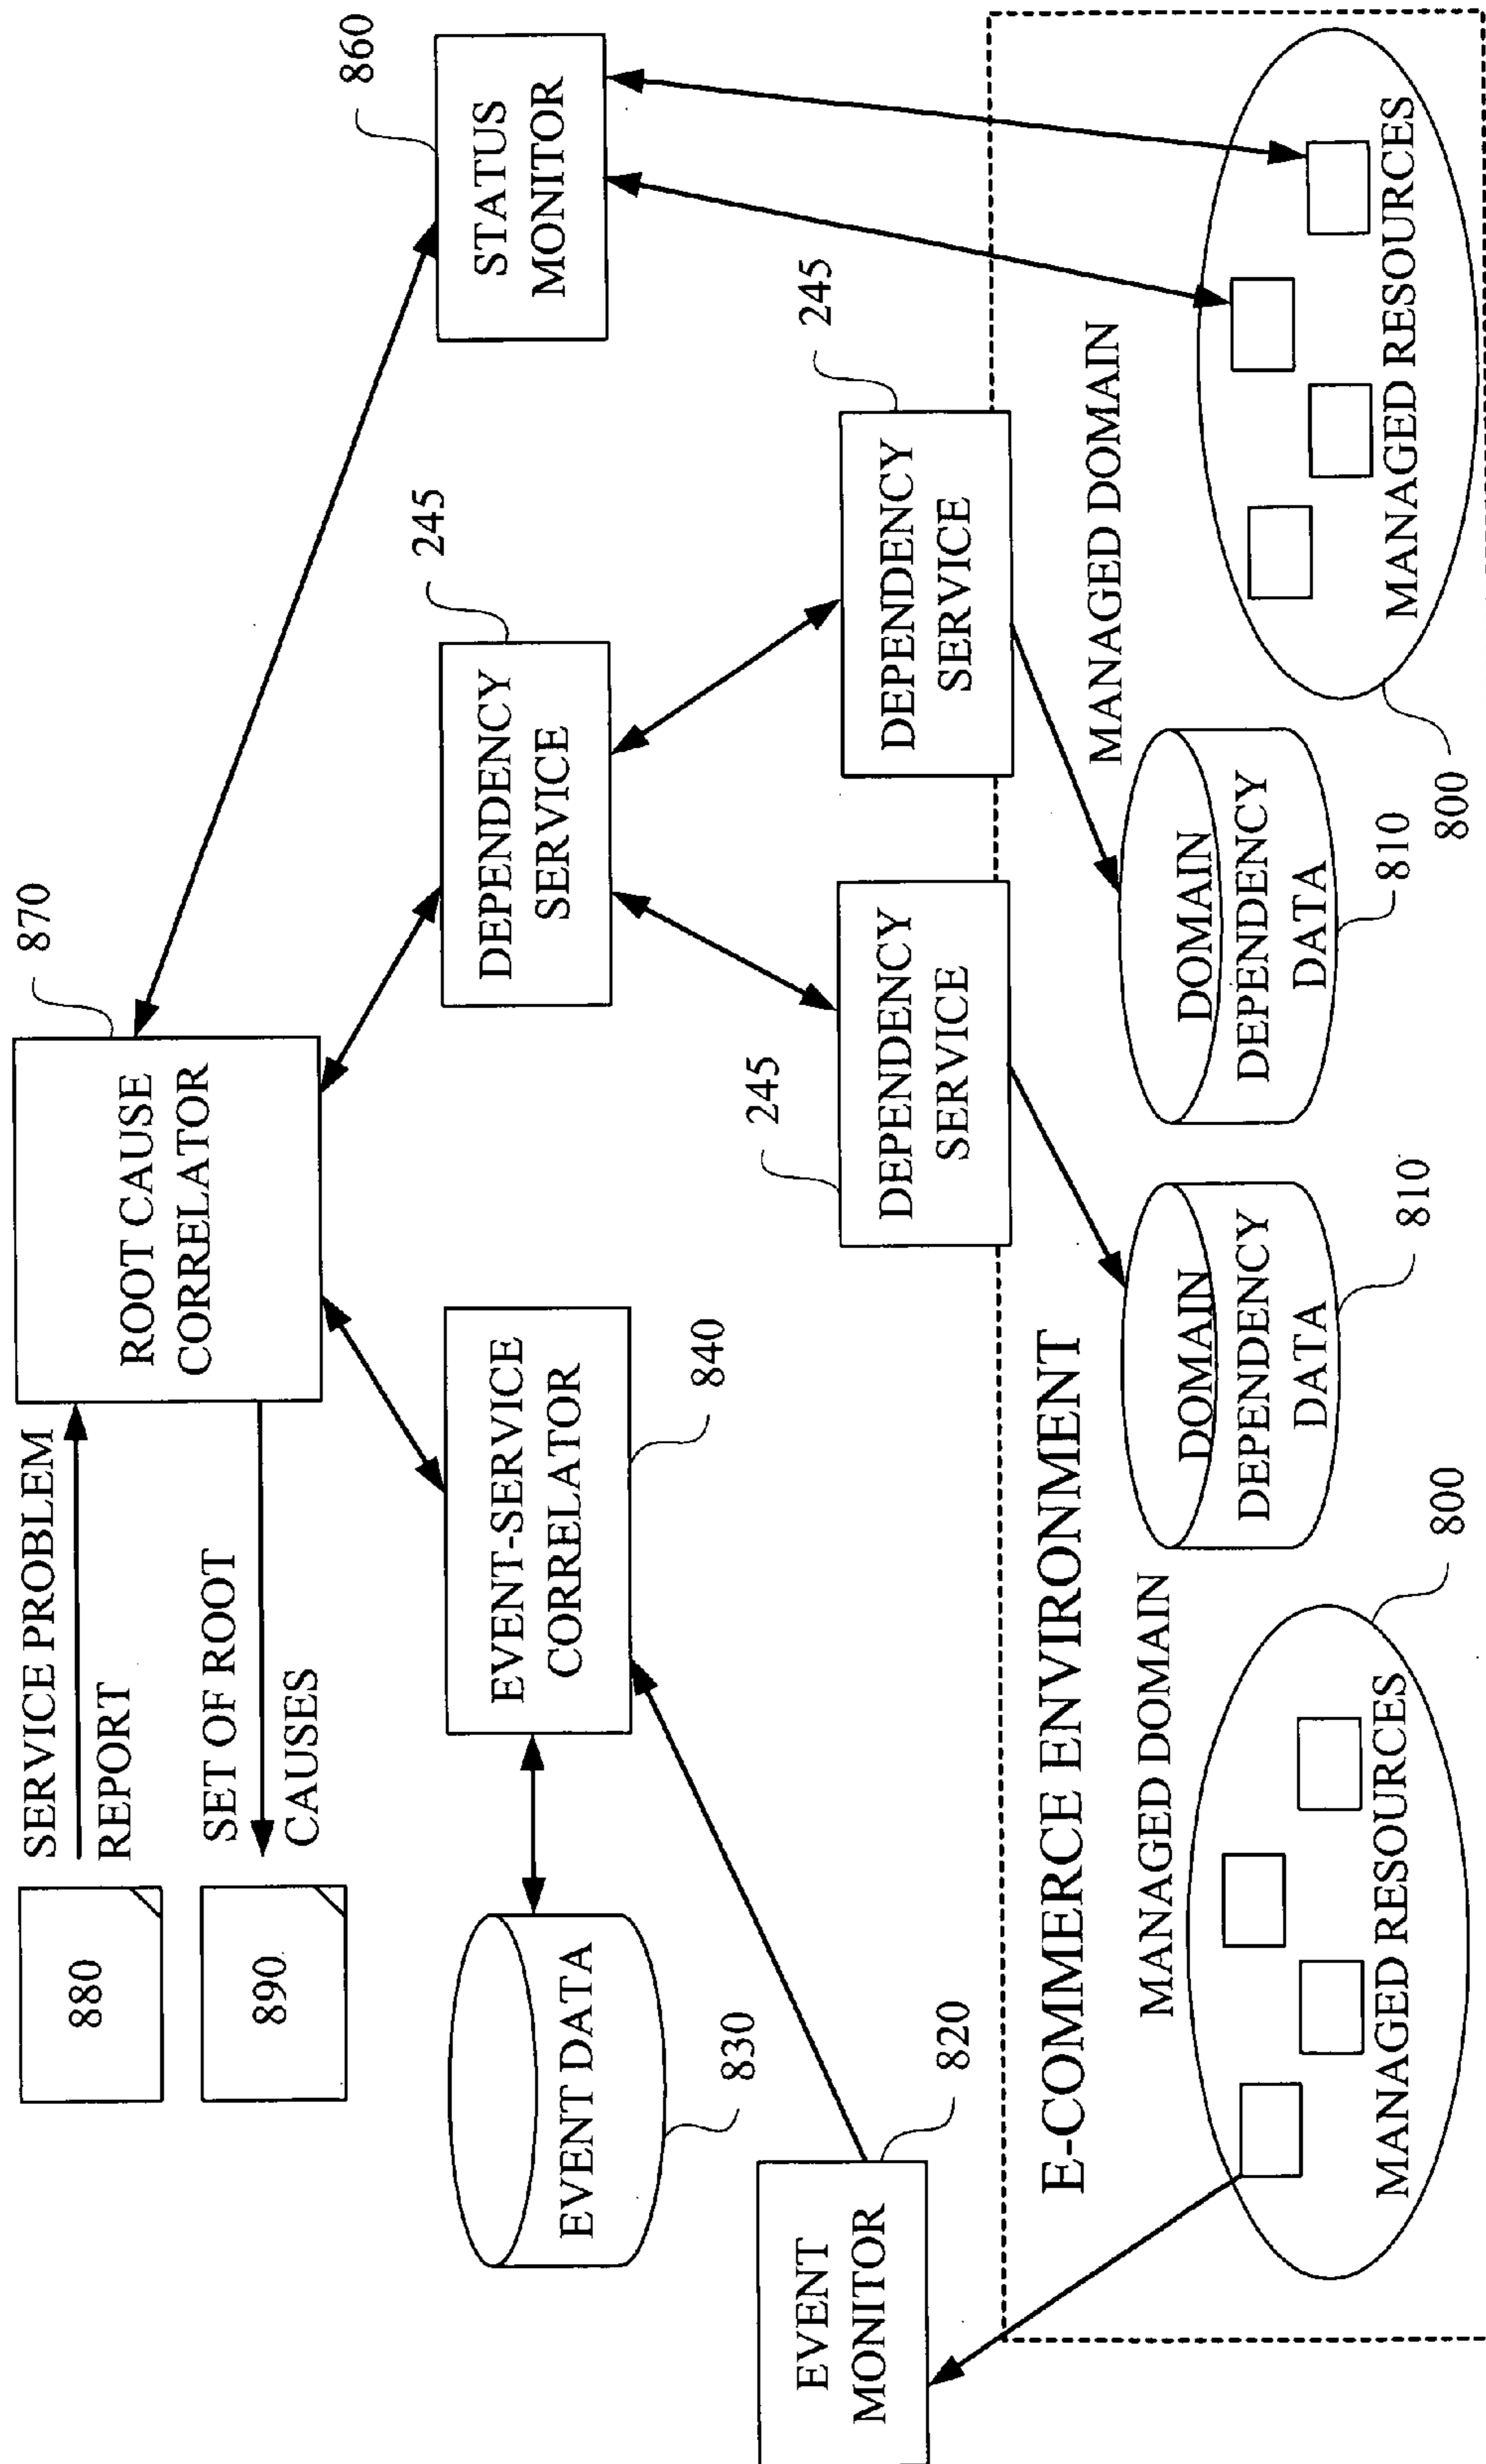 880
SERVICE PROBLEM
REPORT
890
SET OF ROOT
CAUSES
ROOT CAUSE
CORRELATOR
870
STATUS
MONITOR
860
EVENT DATA
830
EVENT-SERVICE
CORRELATOR
840
DEPENDENCY
SERVICE
245
EVENT
MONITOR
820
DEPENDENCY
SERVICE
245
DEPENDENCY
SERVICE
245
E-COMMERCE ENVIRONMENT
MANAGED DOMAIN
MANAGED RESOURCES
800
DOMAIN
DEPENDENCY
DATA
810
DOMAIN
DEPENDENCY
DATA
810
MANAGED DOMAIN
MANAGED RESOURCES
800